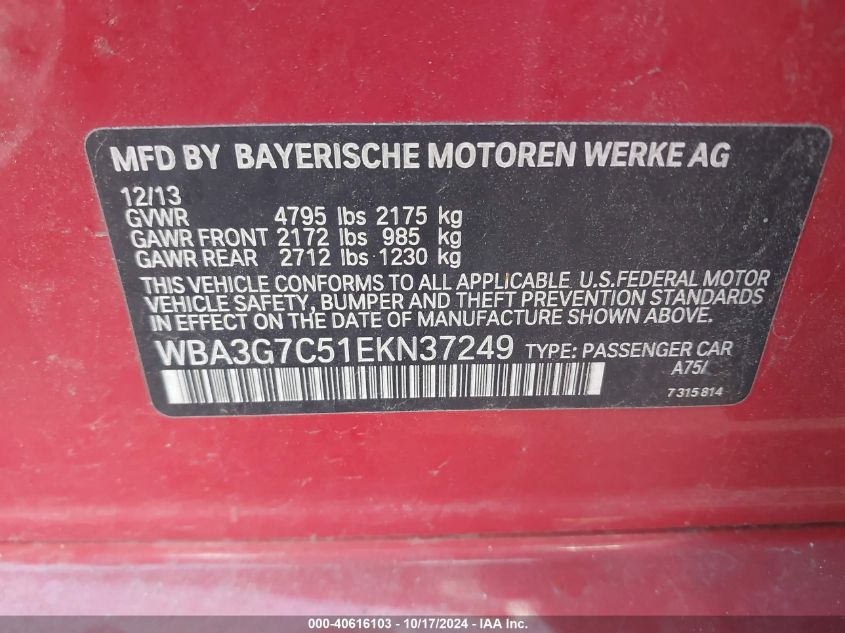 MFD BY BAYERISCHE MOTOREN WERKE AG
12/13
GVWR 4795 lbs 2175 kg
GAWR FRONT 2172 lbs 985 kg
GAWR REAR 2712 lbs 1230 kg
THIS VEHICLE CONFORMS TO ALL APPLICABLE U.S.FEDERAL MOTOR
VEHICLE SAFETY, BUMPER AND THEFT PREVENTION STANDARDS
IN EFFECT ON THE DATE OF MANUFACTURE SHOWN ABOVE.
WBA3G7C51EKN37249 TYPE: PASSENGER CAR
A75/
7 315 814
000-40616103 - 10/17/2024 - IAA Inc.